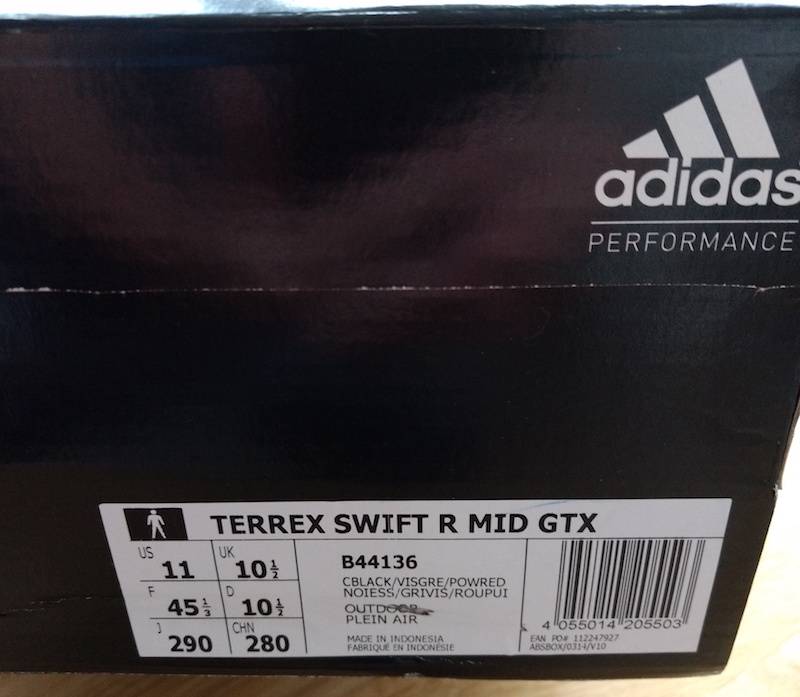 adidas
PERFORMANCE
TERREX SWIFT R MID GTX
US 11 UK 10½
F 45⅓ D 10½
J 290 CHN 280
B44136
CBLACK/VISGRE/POWRED
NOIESS/GRIVIS/ROUPUI
OUTDOOR
PLEIN AIR
MADE IN INDONESIA
FABRIQUÉ EN INDONÉSIE
4 055014 205503
EAN PO# 112247927
ABSBOX/0314/V10